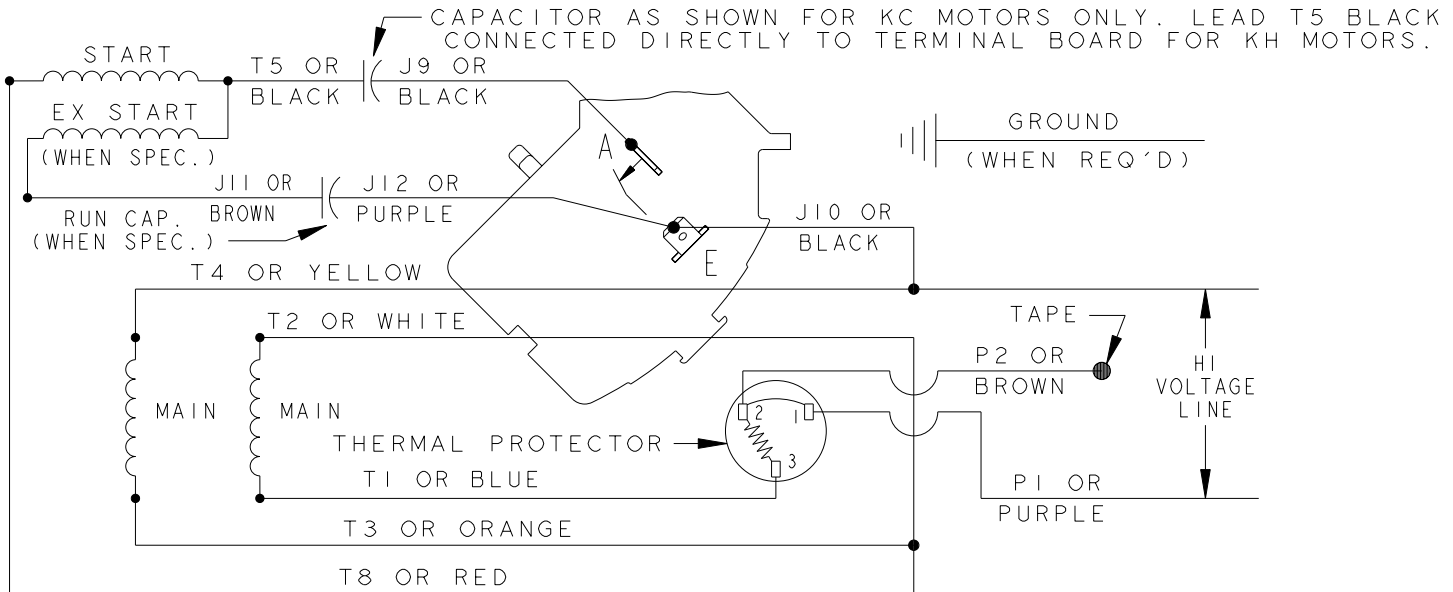 CAPACITOR AS SHOWN FOR KC MOTORS ONLY. LEAD T5 BLACK
CONNECTED DIRECTLY TO TERMINAL BOARD FOR KH MOTORS.
START
T5 OR
BLACK
J9 OR
BLACK
EX START
(WHEN SPEC.)
A
GROUND
(WHEN REQ'D)
J11 OR
BROWN
J12 OR
PURPLE
RUN CAP.
(WHEN SPEC.)
J10 OR
BLACK
E
T4 OR YELLOW
T2 OR WHITE
TAPE
P2 OR
BROWN
HI
VOLTAGE
LINE
MAIN
MAIN
2
1
THERMAL PROTECTOR
3
T1 OR BLUE
P1 OR
PURPLE
T3 OR ORANGE
T8 OR RED